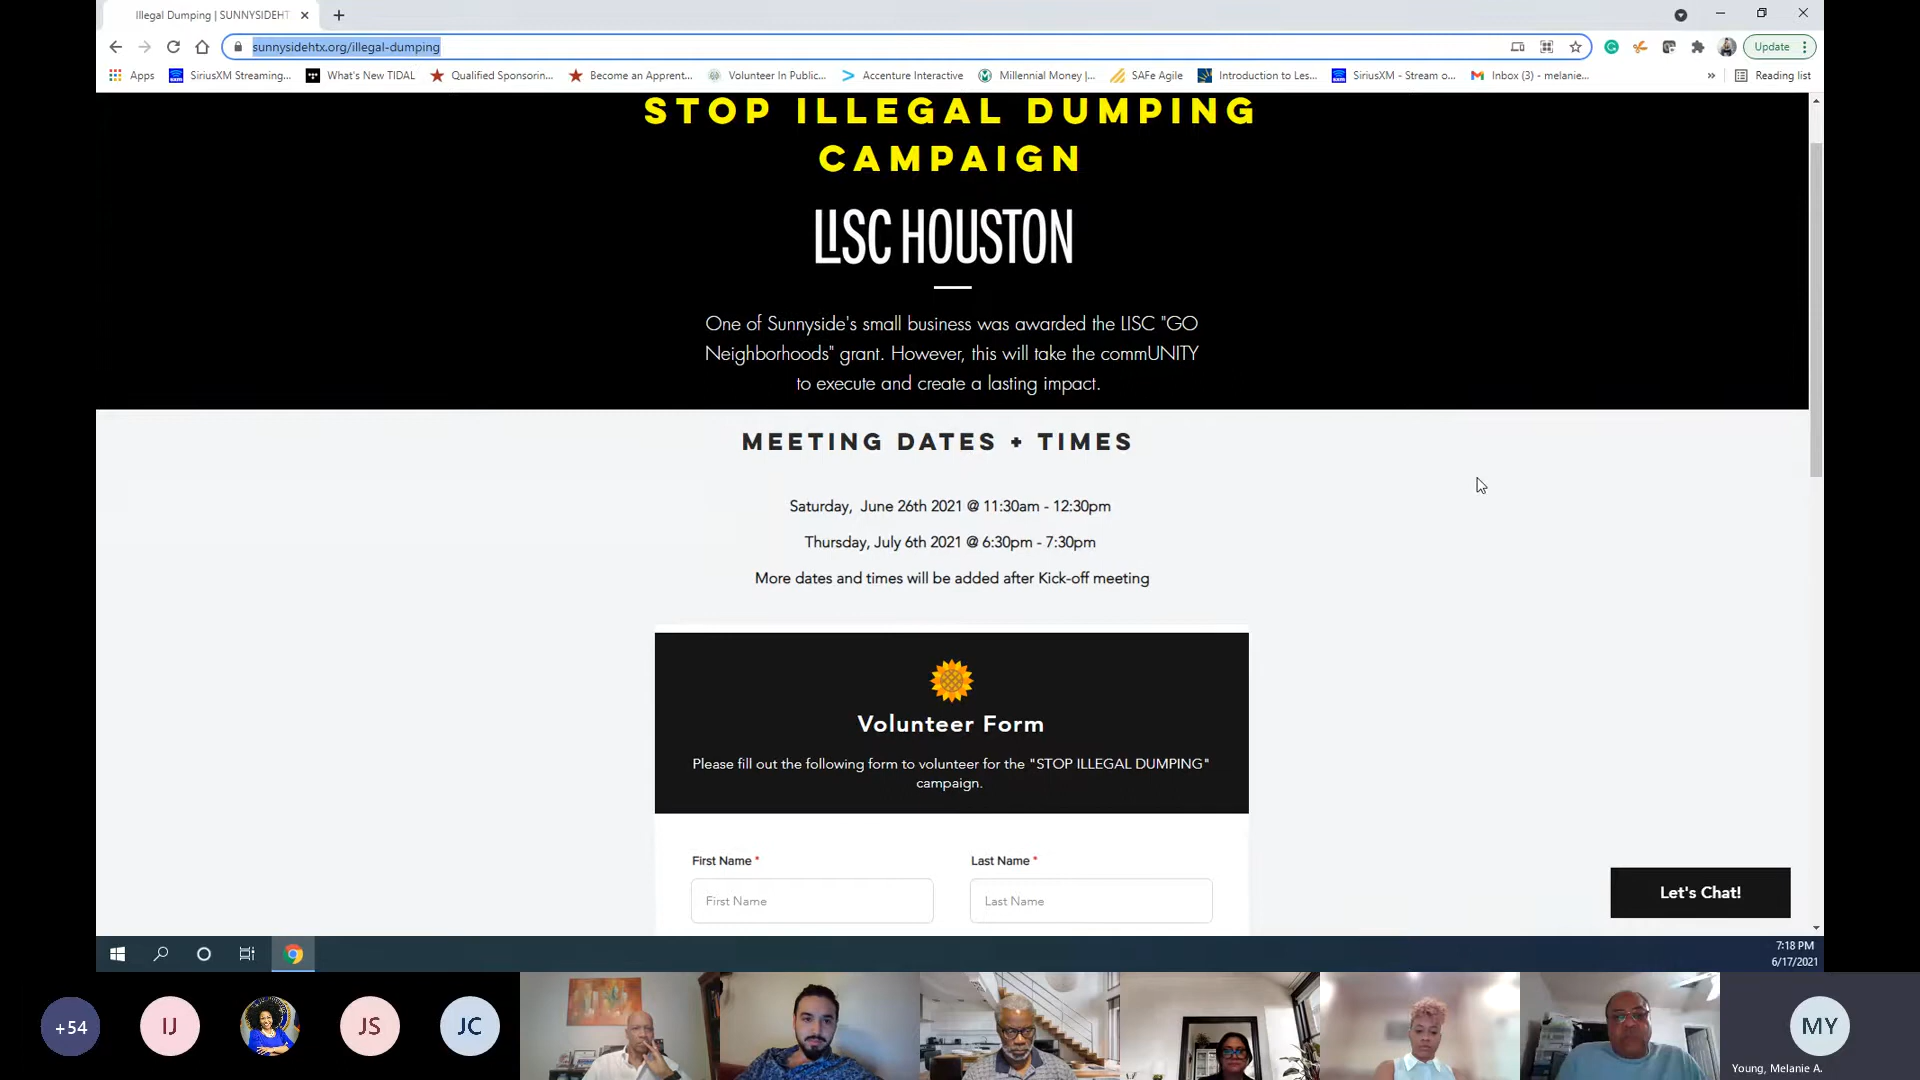 Illegal Dumping | SUNNYSIDEHT
sunnysidehtx.org/illegal-dumping
Update
Apps
SiriusXM Streaming...
What's New TIDAL
Qualified Sponsorin...
Become an Apprent...
Volunteer In Public...
Accenture Interactive
Millennial Money |...
SAFe Agile
Introduction to Les...
SiriusXM - Stream o...
Inbox (3) - melanie...
»
Reading list
STOP ILLEGAL DUMPING
CAMPAIGN
LISC HOUSTON
One of Sunnyside's small business was awarded the LISC "GO
Neighborhoods" grant. However, this will take the commUNITY
to execute and create a lasting impact.
MEETING DATES + TIMES
Saturday, June 26th 2021 @ 11:30am - 12:30pm
Thursday, July 6th 2021 @ 6:30pm - 7:30pm
More dates and times will be added after Kick-off meeting
Volunteer Form
Please fill out the following form to volunteer for the "STOP ILLEGAL DUMPING"
campaign.
First Name *
Last Name *
First Name
Last Name
Let's Chat!
7:18 PM
6/17/2021
+54
IJ
JS
JC
MY
Young, Melanie A.